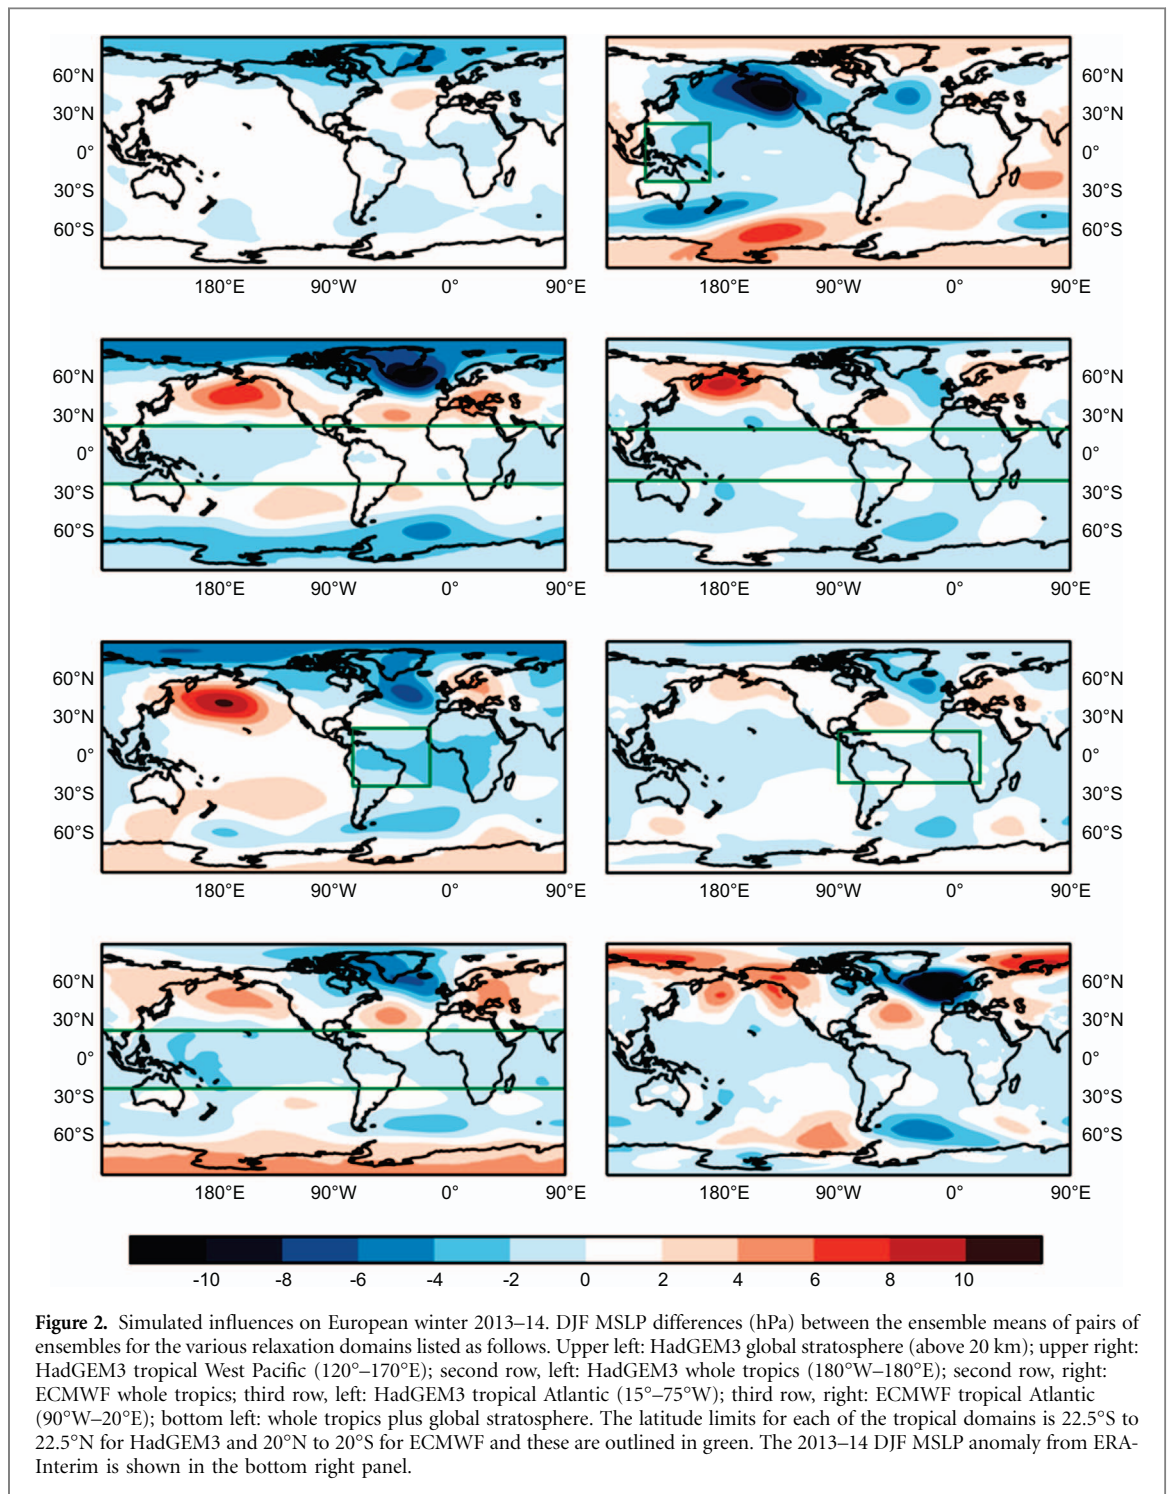 60°N
30°N
0°
30°S
60°S
60°N
30°N
0°
30°S
60°S
180°E 90°W 0° 90°E
180°E 90°W 0° 90°E
60°N
30°N
0°
30°S
60°S
60°N
30°N
0°
30°S
60°S
180°E 90°W 0° 90°E
180°E 90°W 0° 90°E
60°N
30°N
0°
30°S
60°S
60°N
30°N
0°
30°S
60°S
180°E 90°W 0° 90°E
180°E 90°W 0° 90°E
60°N
30°N
0°
30°S
60°S
60°N
30°N
0°
30°S
60°S
180°E 90°W 0° 90°E
180°E 90°W 0° 90°E
-10 -8 -6 -4 -2 0 2 4 6 8 10
Figure 2. Simulated influences on European winter 2013–14. DJF MSLP differences (hPa) between the ensemble means of pairs of
ensembles for the various relaxation domains listed as follows. Upper left: HadGEM3 global stratosphere (above 20 km); upper right:
HadGEM3 tropical West Pacific (120°–170°E); second row, left: HadGEM3 whole tropics (180°W–180°E); second row, right:
ECMWF whole tropics; third row, left: HadGEM3 tropical Atlantic (15°–75°W); third row, right: ECMWF tropical Atlantic
(90°W–20°E); bottom left: whole tropics plus global stratosphere. The latitude limits for each of the tropical domains is 22.5°S to
22.5°N for HadGEM3 and 20°N to 20°S for ECMWF and these are outlined in green. The 2013–14 DJF MSLP anomaly from ERA-
Interim is shown in the bottom right panel.